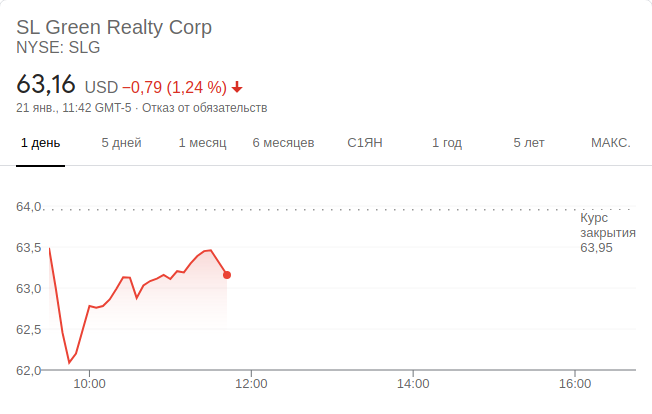 SL Green Realty Corp
NYSE: SLG
63,16 USD −0,79 (1,24 %)
21 янв., 11:42 GMT-5 · Отказ от обязательств
1 день 5 дней 1 месяц 6 месяцев С1ЯН 1 год 5 лет МАКС.
64,0
Курс
закрытия
63,95
63,5
63,0
62,5
62,0
10:00 12:00 14:00 16:00